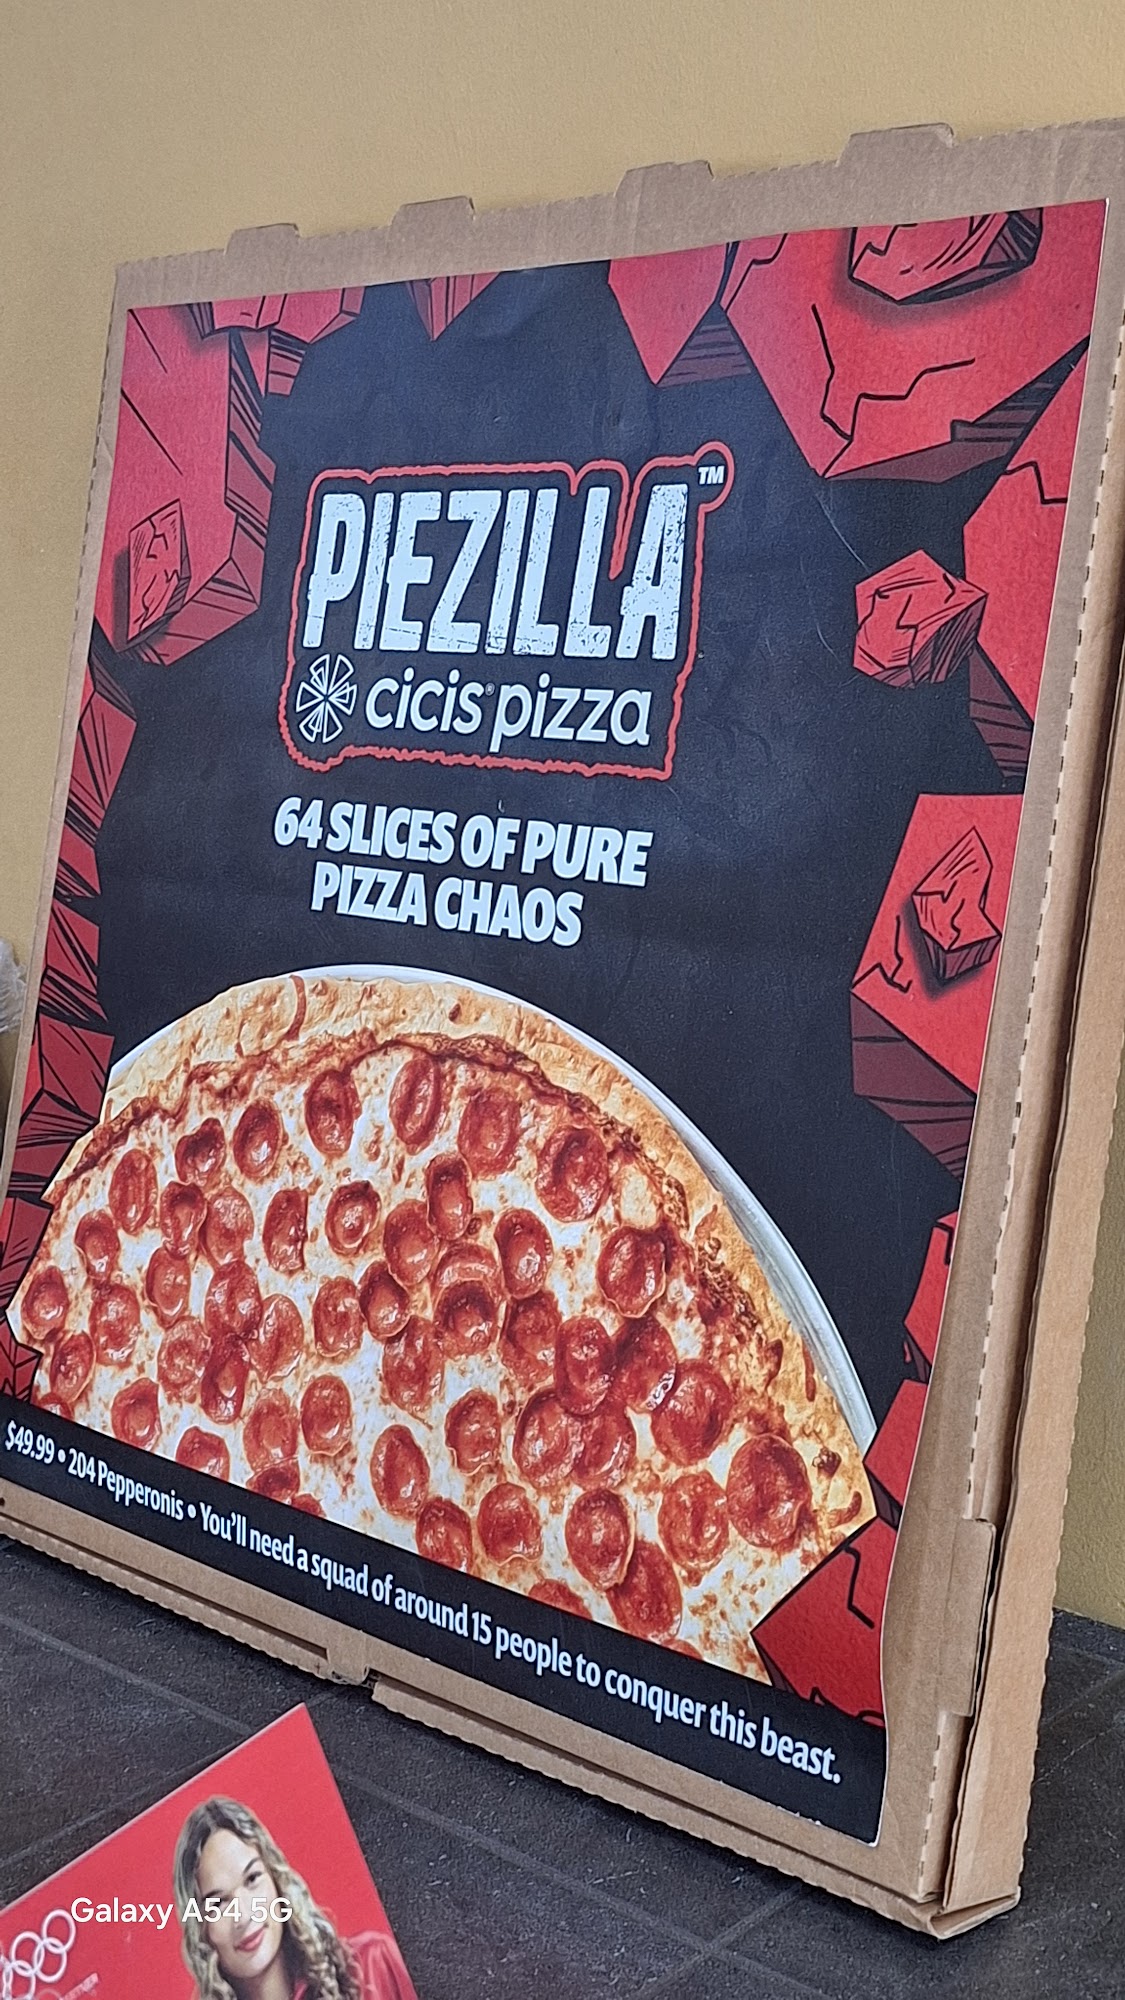 PIEZILLA™
cicis® pizza
64 SLICES OF PURE
PIZZA CHAOS
$49.99 • 204 Pepperonis • You'll need a squad of around 15 people to conquer this beast.
Galaxy A54 5G